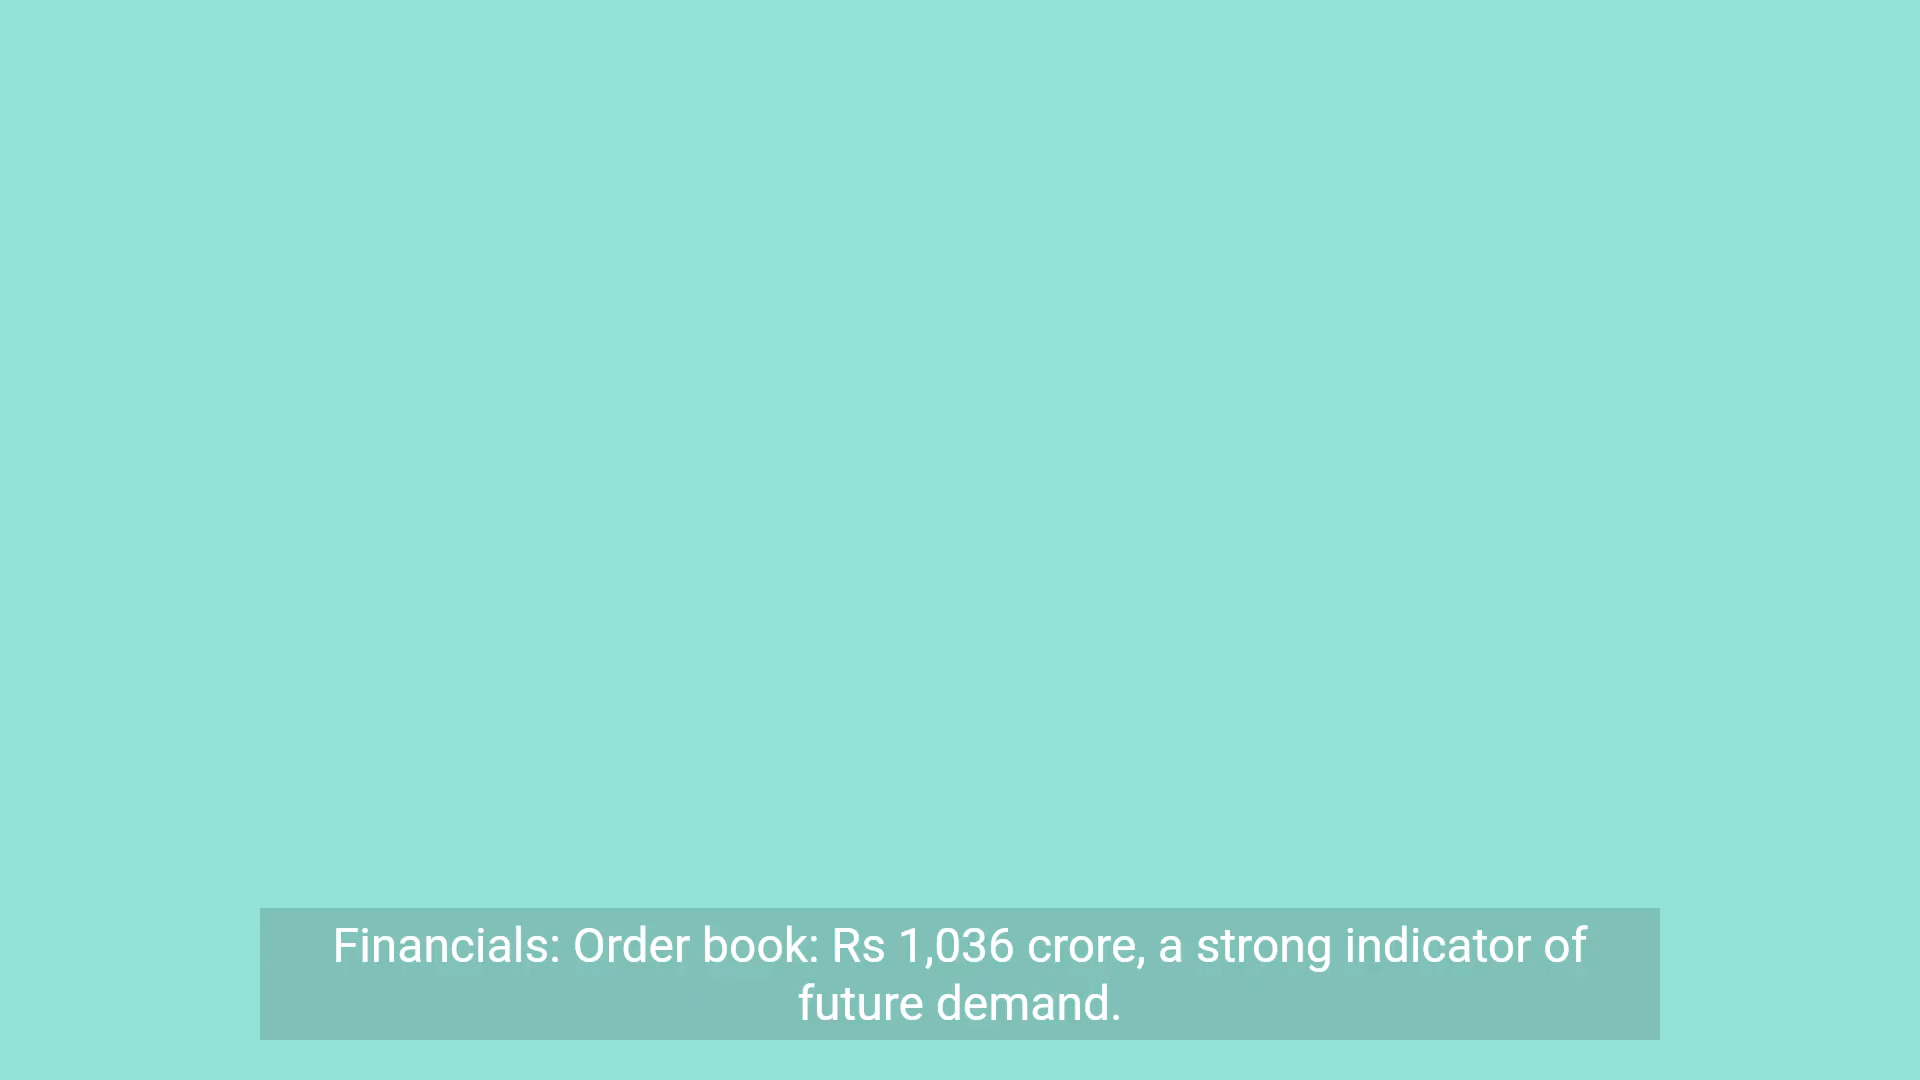 Financials: Order book: Rs 1,036 crore, a strong indicator of
future demand.